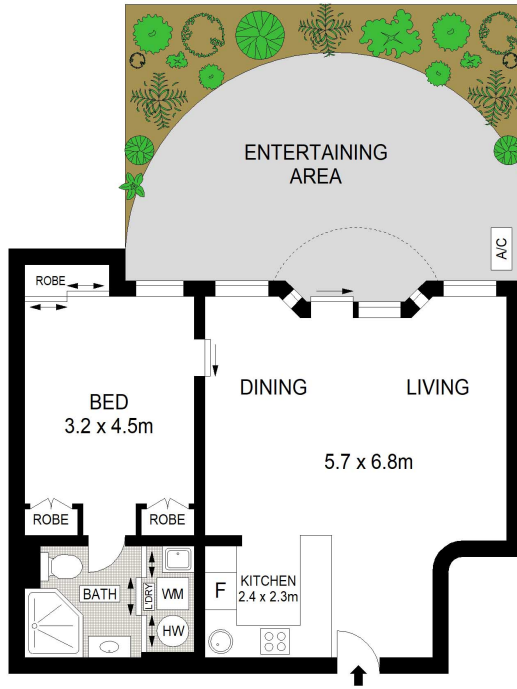 ENTERTAINING
AREA
A/C
ROBE
BED
3.2 x 4.5m
DINING
LIVING
5.7 x 6.8m
ROBE
ROBE
BATH
L'DRY
WM
HW
F
KITCHEN
2.4 x 2.3m